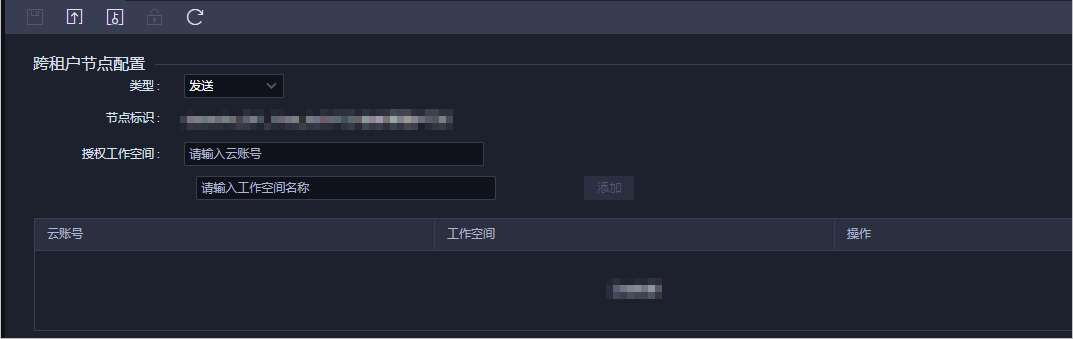 跨租户节点配置
类型： 发送
节点标识：
授权工作空间： 请输入云账号
请输入工作空间名称 添加
云账号 工作空间 操作